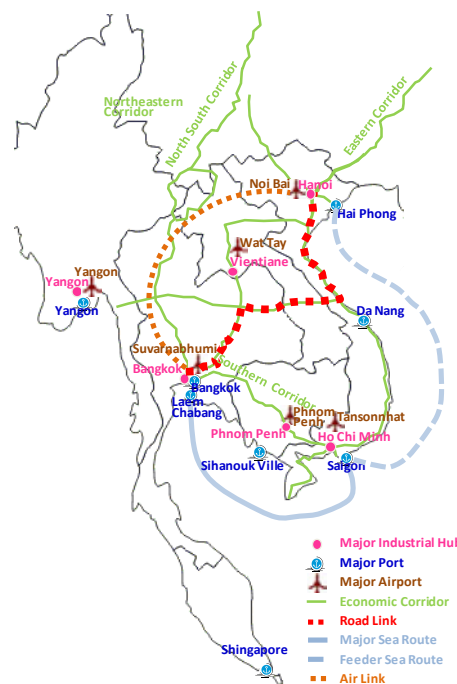 Northeastern
Corridor
North South Corridor
Eastern Corridor
Noi Bai
Hanoi
Hai Phong
Wat Tay
Vientiane
Yangon
Yangon
Yangon
Da Nang
Suvarnabhumi
Bangkok
Bangkok
Laem
Chabang
Southern Corridor
Phnom
Penh
Tansonnhat
Phnom Penh
Ho Chi Minh
Sihanouk Ville
Saigon
Major Industrial Hul
Major Port
Major Airport
Economic Corridor
Road Link
Major Sea Route
Feeder Sea Route
Air Link
Shingapore